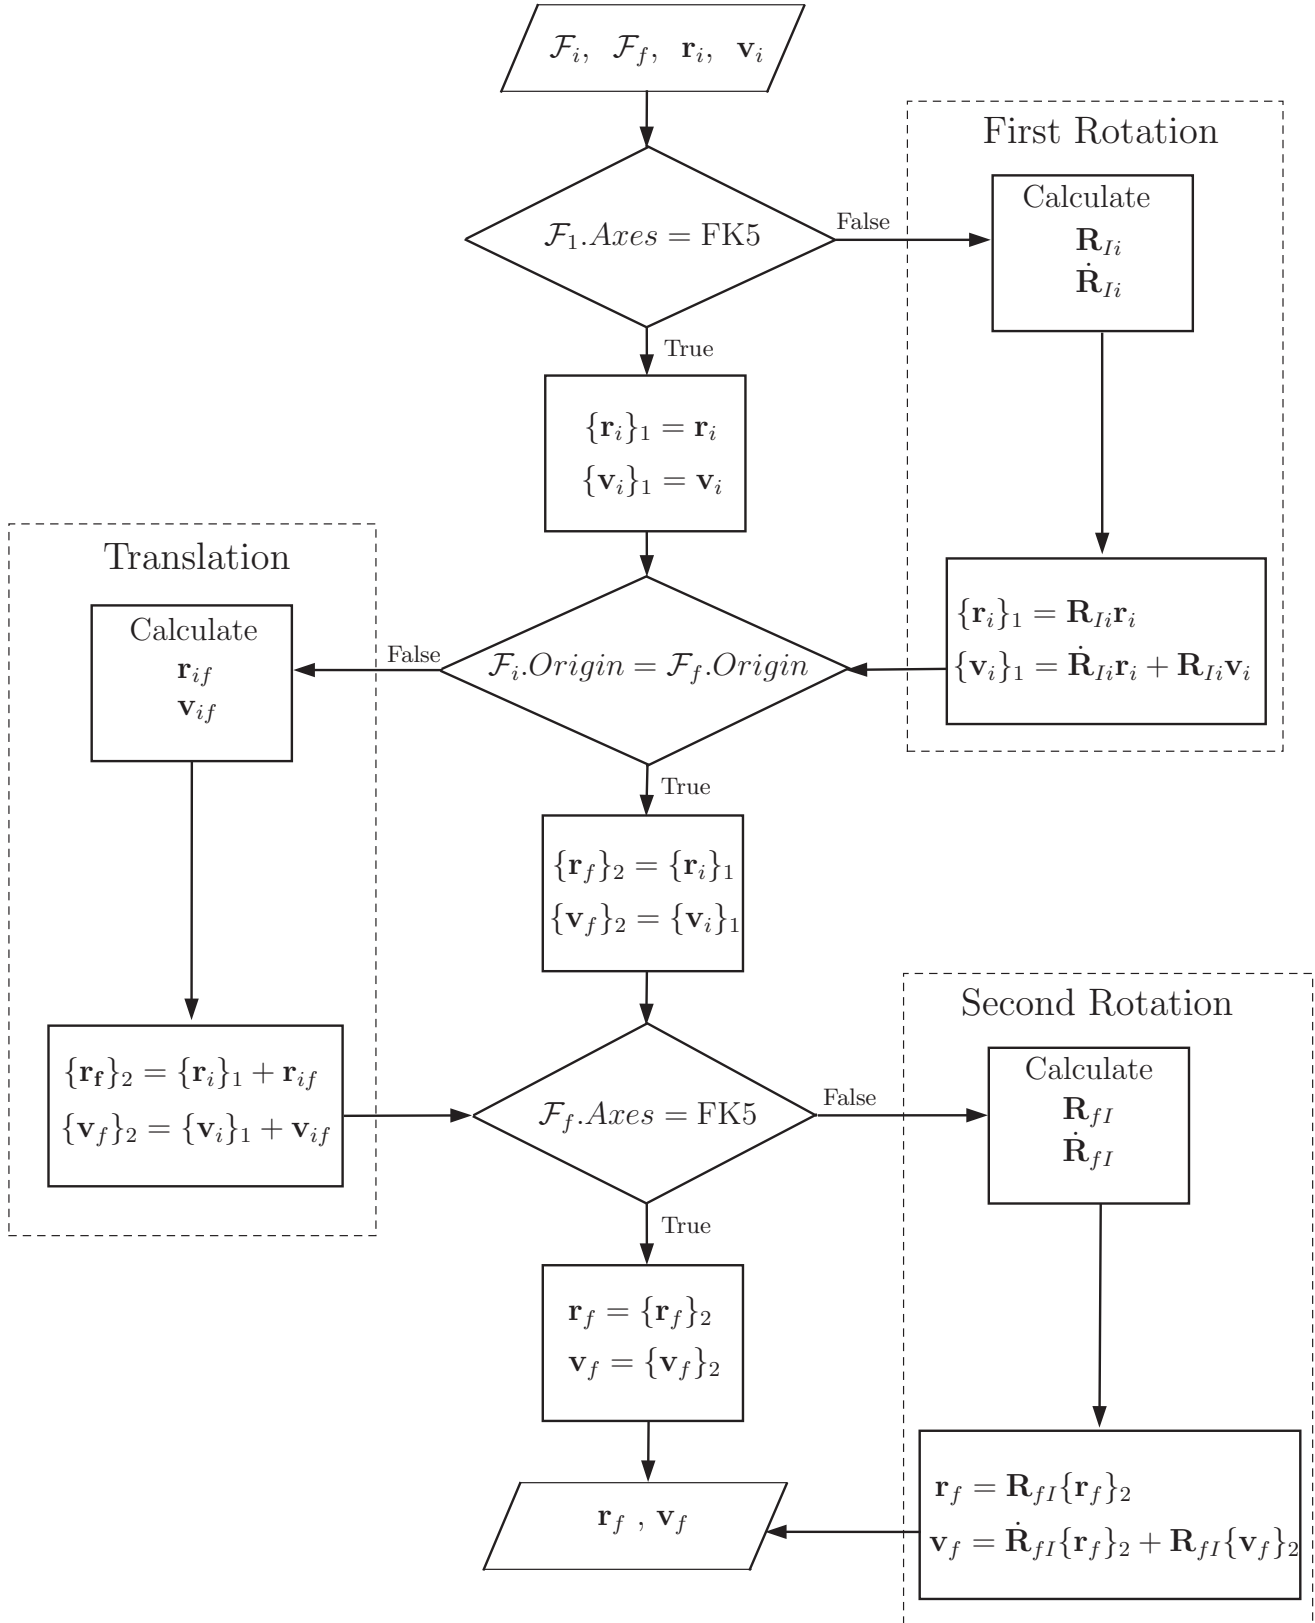 𝓕ᵢ, 𝓕_f, 𝐫ᵢ, 𝐯ᵢ
𝓕₁.Axes = FK5
False
True
First Rotation
Calculate
𝐑_{Ii}
𝐑̇_{Ii}
{𝐫ᵢ}₁ = 𝐑_{Ii}𝐫ᵢ
{𝐯ᵢ}₁ = 𝐑̇_{Ii}𝐫ᵢ + 𝐑_{Ii}𝐯ᵢ
{𝐫ᵢ}₁ = 𝐫ᵢ
{𝐯ᵢ}₁ = 𝐯ᵢ
𝓕ᵢ.Origin = 𝓕_f.Origin
False
True
Translation
Calculate
𝐫_{if}
𝐯_{if}
{𝐫_𝐟}₂ = {𝐫ᵢ}₁ + 𝐫_{if}
{𝐯_f}₂ = {𝐯ᵢ}₁ + 𝐯_{if}
{𝐫_f}₂ = {𝐫ᵢ}₁
{𝐯_f}₂ = {𝐯ᵢ}₁
𝓕_f.Axes = FK5
False
True
Second Rotation
Calculate
𝐑_{fI}
𝐑̇_{fI}
𝐫_f = 𝐑_{fI}{𝐫_f}₂
𝐯_f = 𝐑̇_{fI}{𝐫_f}₂ + 𝐑_{fI}{𝐯_f}₂
𝐫_f = {𝐫_f}₂
𝐯_f = {𝐯_f}₂
𝐫_f , 𝐯_f